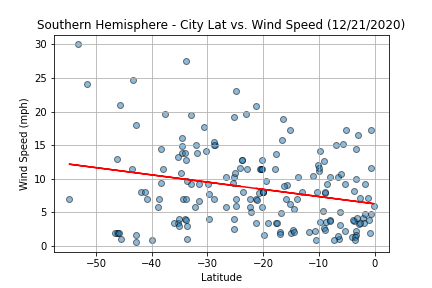 Southern Hemisphere - City Lat vs. Wind Speed (12/21/2020)
Wind Speed (mph)
30
25
20
15
10
5
0
−50 −40 −30 −20 −10 0
Latitude